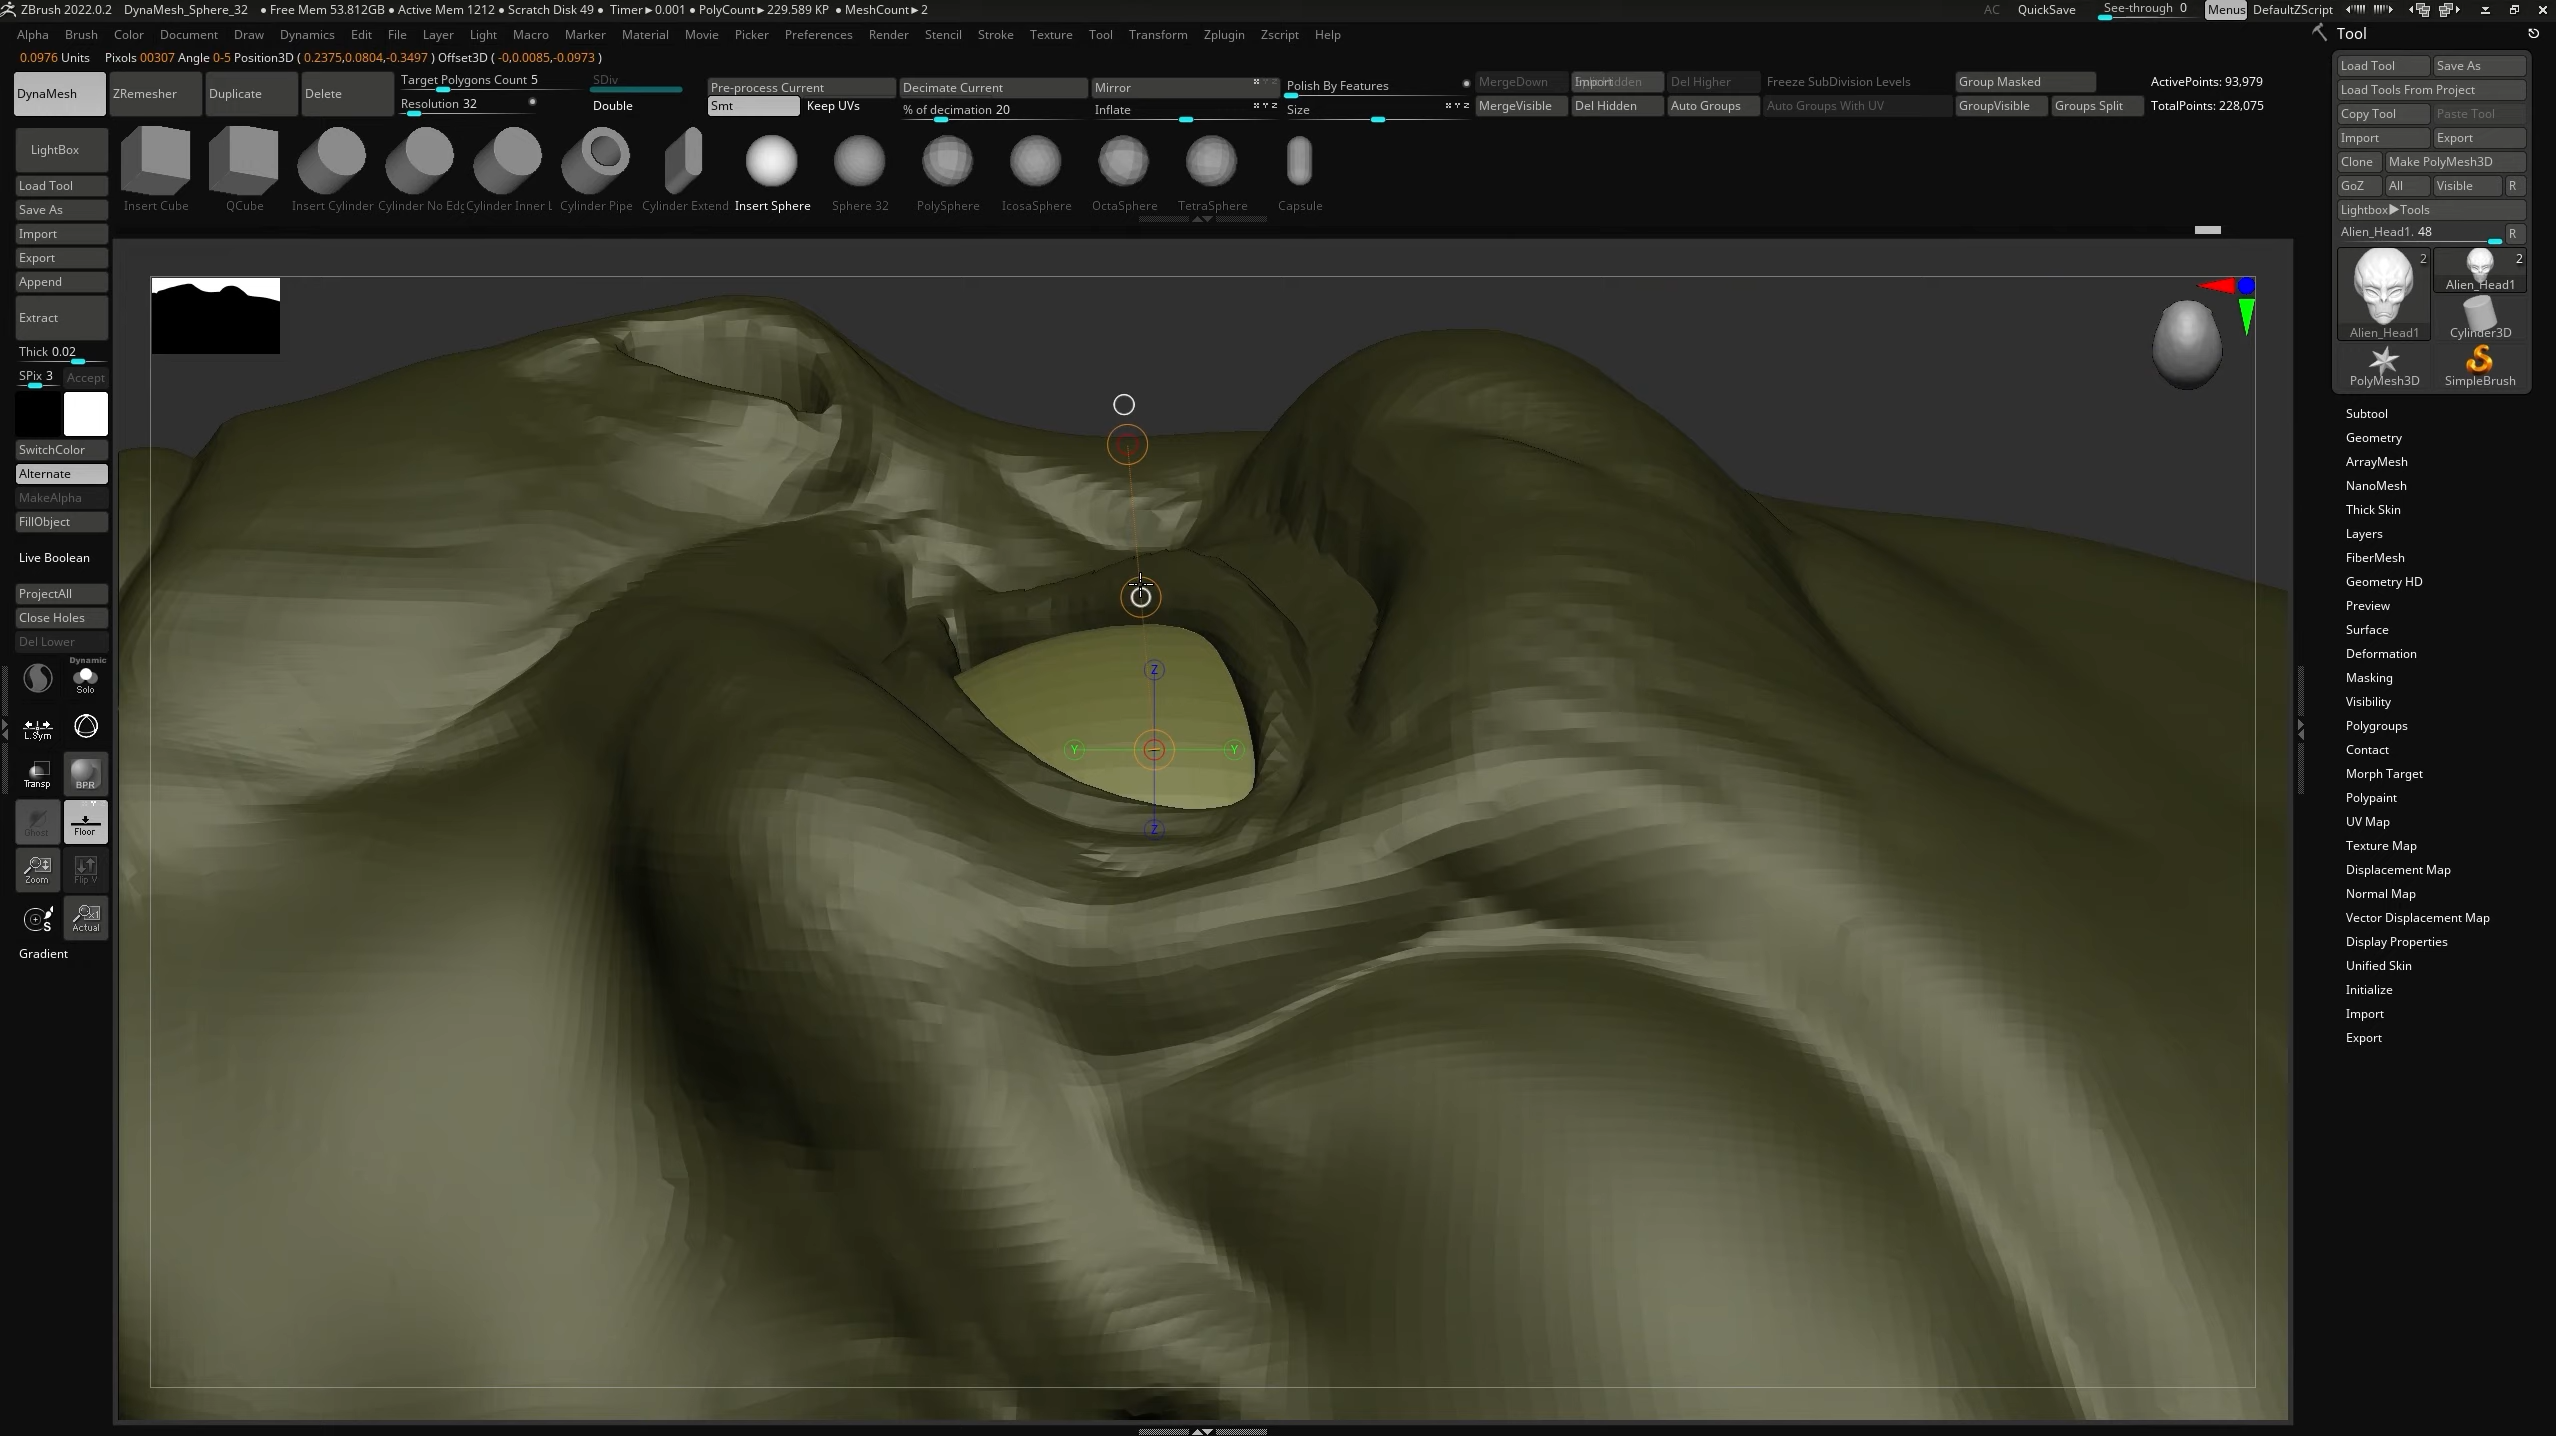 ZBrush 2022.0.2 DynaMesh_Sphere_32 • Free Mem 53.812GB • Active Mem 1212 • Scratch Disk 49 • Timer►0.001 • PolyCount►229.589 KP • MeshCount►2 AC QuickSave See-through 0 Menus DefaultZScript
Alpha Brush Color Document Draw Dynamics Edit File Layer Light Macro Marker Material Movie Picker Preferences Render Stencil Stroke Texture Tool Transform Zplugin Zscript Help Tool
0.0976 Units Pixols 00307 Angle 0-5 Position3D ( 0.2375,0.0804,-0.3497 ) Offset3D ( -0,0.0085,-0.0973 )
DynaMesh ZRemesher Duplicate Delete
Target Polygons Count 5 SDiv
Resolution 32 Double
Pre-process Current Decimate Current Mirror Polish By Features
Smt Keep UVs % of decimation 20 Inflate Size
MergeDown Import Del Higher Freeze SubDivision Levels Group Masked ActivePoints: 93,979
MergeVisible Del Hidden Auto Groups Auto Groups With UV GroupVisible Groups Split TotalPoints: 228,075
Insert Cube QCube Insert Cylinder Cylinder No Edg Cylinder Inner L Cylinder Pipe Cylinder Extend Insert Sphere Sphere 32 PolySphere IcosaSphere OctaSphere TetraSphere Capsule
LightBox
Load Tool
Save As
Import
Export
Append
Extract
Thick 0.02
SPix 3 Accept
SwitchColor
Alternate
MakeAlpha
FillObject
Live Boolean
ProjectAll
Close Holes
Del Lower
Dynamic
Solo
L.Sym
Transp BPR
Ghost Floor
Zoom Flip V
S Actual
Gradient
Z
Y Y
Z
Load Tool Save As
Load Tools From Project
Copy Tool Paste Tool
Import Export
Clone Make PolyMesh3D
GoZ All Visible R
Lightbox►Tools
Alien_Head1. 48 R
2 2
Alien_Head1
Alien_Head1 Cylinder3D
PolyMesh3D SimpleBrush
Subtool
Geometry
ArrayMesh
NanoMesh
Thick Skin
Layers
FiberMesh
Geometry HD
Preview
Surface
Deformation
Masking
Visibility
Polygroups
Contact
Morph Target
Polypaint
UV Map
Texture Map
Displacement Map
Normal Map
Vector Displacement Map
Display Properties
Unified Skin
Initialize
Import
Export